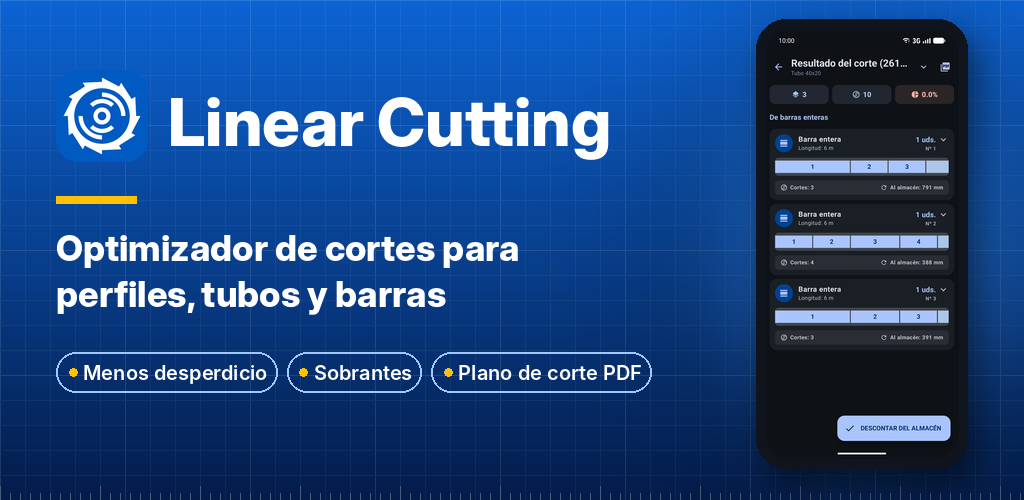 Linear Cutting
Optimizador de cortes para
perfiles, tubos y barras
Menos desperdicio
Sobrantes
Plano de corte PDF
10:00
3G
Resultado del corte (261...
Tubo 40x20
3
10
0.0%
De barras enteras
Barra entera
1 uds.
Longitud: 6 m
Nº 1
1 2 3
Cortes: 3
Al almacén: 791 mm
Barra entera
1 uds.
Longitud: 6 m
Nº 2
1 2 3 4
Cortes: 4
Al almacén: 388 mm
Barra entera
1 uds.
Longitud: 6 m
Nº 3
1 2 3
Cortes: 3
Al almacén: 391 mm
DESCONTAR DEL ALMACÉN